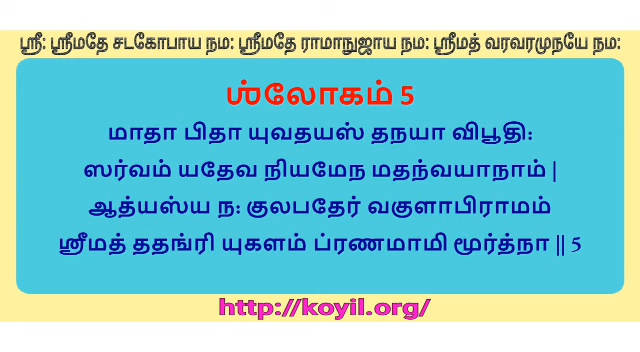 ஸ்ரீ: ஸ்ரீமதே சடகோபாய நம: ஸ்ரீமதே ராமாநுஜாய நம: ஸ்ரீமத் வரவரமுநயே நம:
ஶ்லோகம் 5
மாதா பிதா யுவதயஸ் தநயா விபூதி:
ஸர்வம் யதேவ நியமேந மதந்வயாநாம் |
ஆத்யஸ்ய ந: குலபதேர் வகுளாபிராமம்
ஸ்ரீமத் ததங்ரி யுகளம் ப்ரணமாமி மூர்த்நா || 5
http://koyil.org/